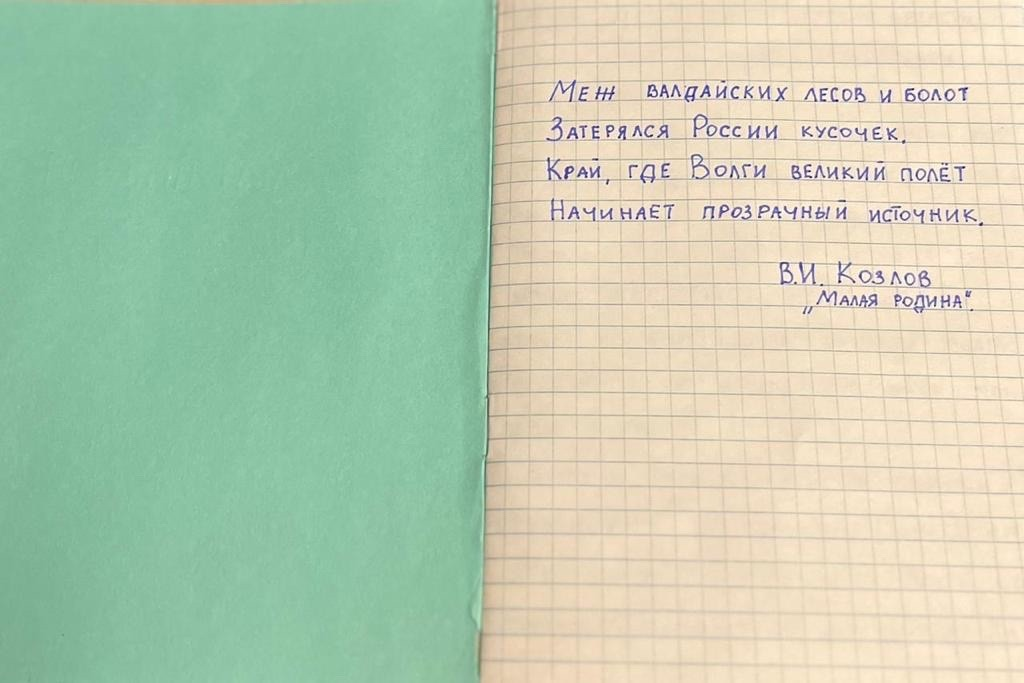 Меж валдайских лесов и болот
Затерялся России кусочек.
Край, где Волги великий полёт
Начинает прозрачный источник.
В.И. Козлов
„Малая родина".